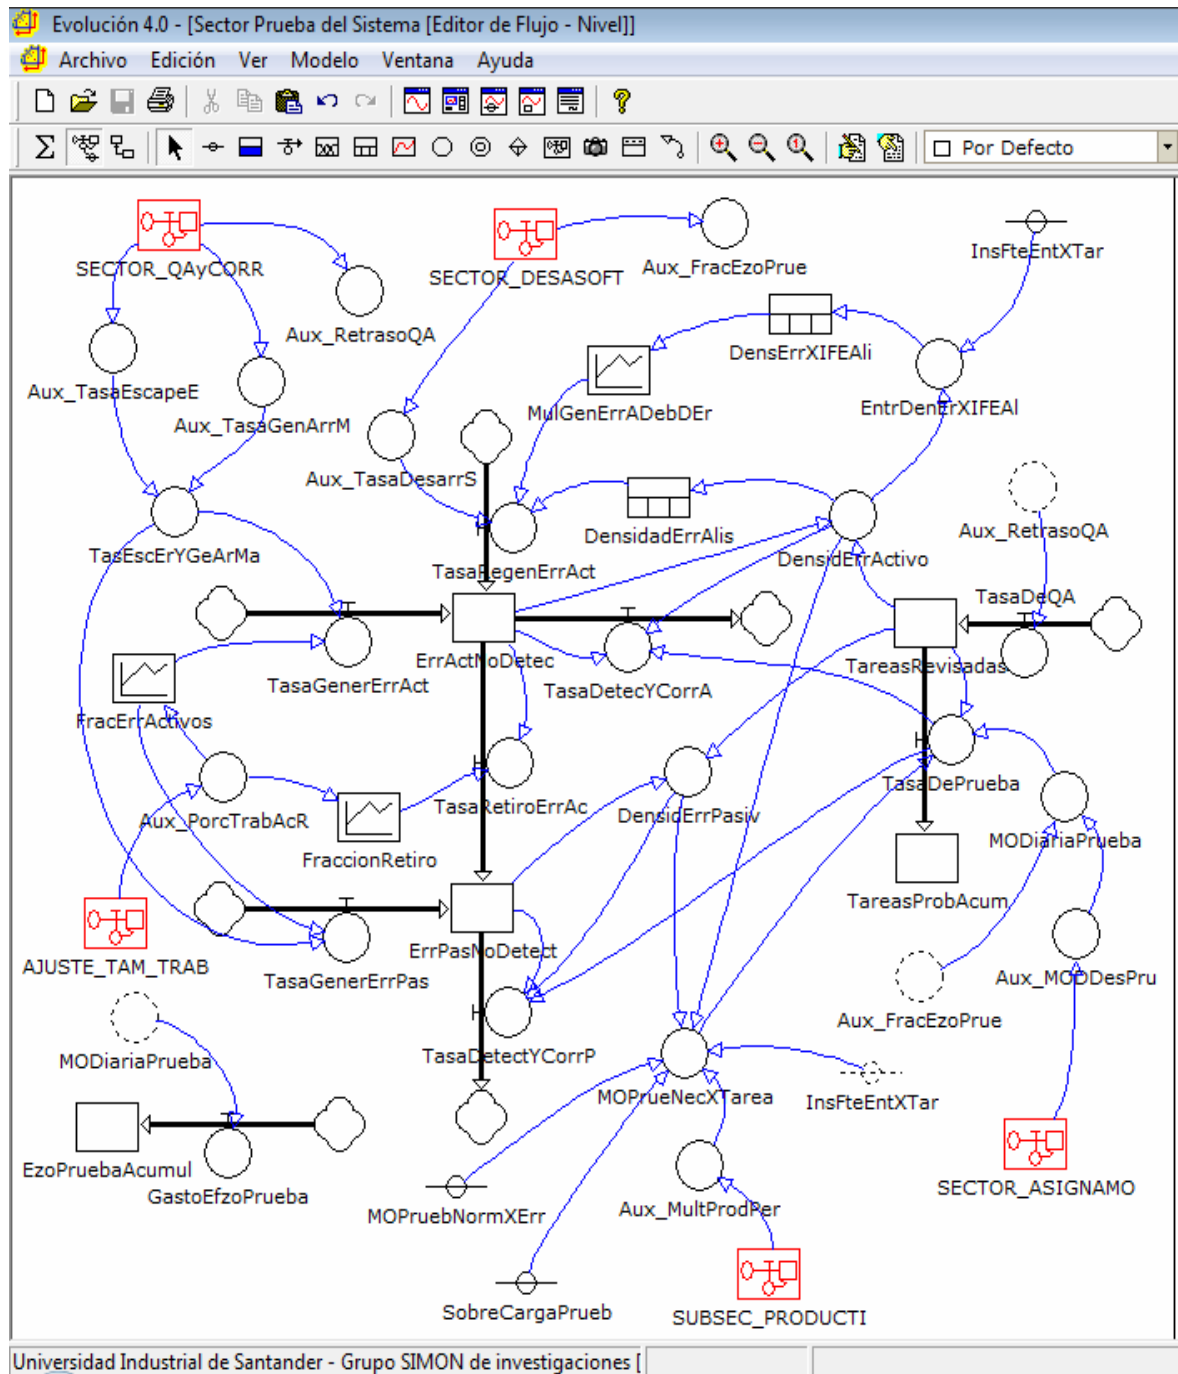 Evolución 4.0 - [Sector Prueba del Sistema [Editor de Flujo - Nivel]]
Archivo Edición Ver Modelo Ventana Ayuda
Por Defecto
SECTOR_QAyCORR
SECTOR_DESASOFT
Aux_FracEzoPrue
InsFteEntXTar
Aux_RetrasoQA
DensErrXIFEAli
Aux_TasaEscapeE
Aux_TasaGenArrM
MulGenErrADebDEr
EntrDenErXIFEAl
Aux_TasaDesarrS
DensidadErrAlis
Aux_RetrasoQA
TasEscErYGeArMa
TasaRegenErrAct
DensidErrActivo
TasaDeQA
TasaGenerErrAct
ErrActNoDetec
TasaDetecYCorrA
TareasRevisadas
FracErrActivos
Aux_PorcTrabAcR
TasaRetiroErrAc
DensidErrPasiv
TasaDePrueba
FraccionRetiro
MODiariaPrueba
TareasProbAcum
AJUSTE_TAM_TRAB
TasaGenerErrPas
ErrPasNoDetect
Aux_MODDesPru
Aux_FracEzoPrue
MODiariaPrueba
TasaDetectYCorrP
MOPrueNecXTarea
InsFteEntXTar
EzoPruebaAcumul
GastoEfzoPrueba
MOPruebNormXErr
Aux_MultProdPer
SECTOR_ASIGNAMO
SobreCargaPrueb
SUBSEC_PRODUCTI
Universidad Industrial de Santander - Grupo SIMON de investigaciones [